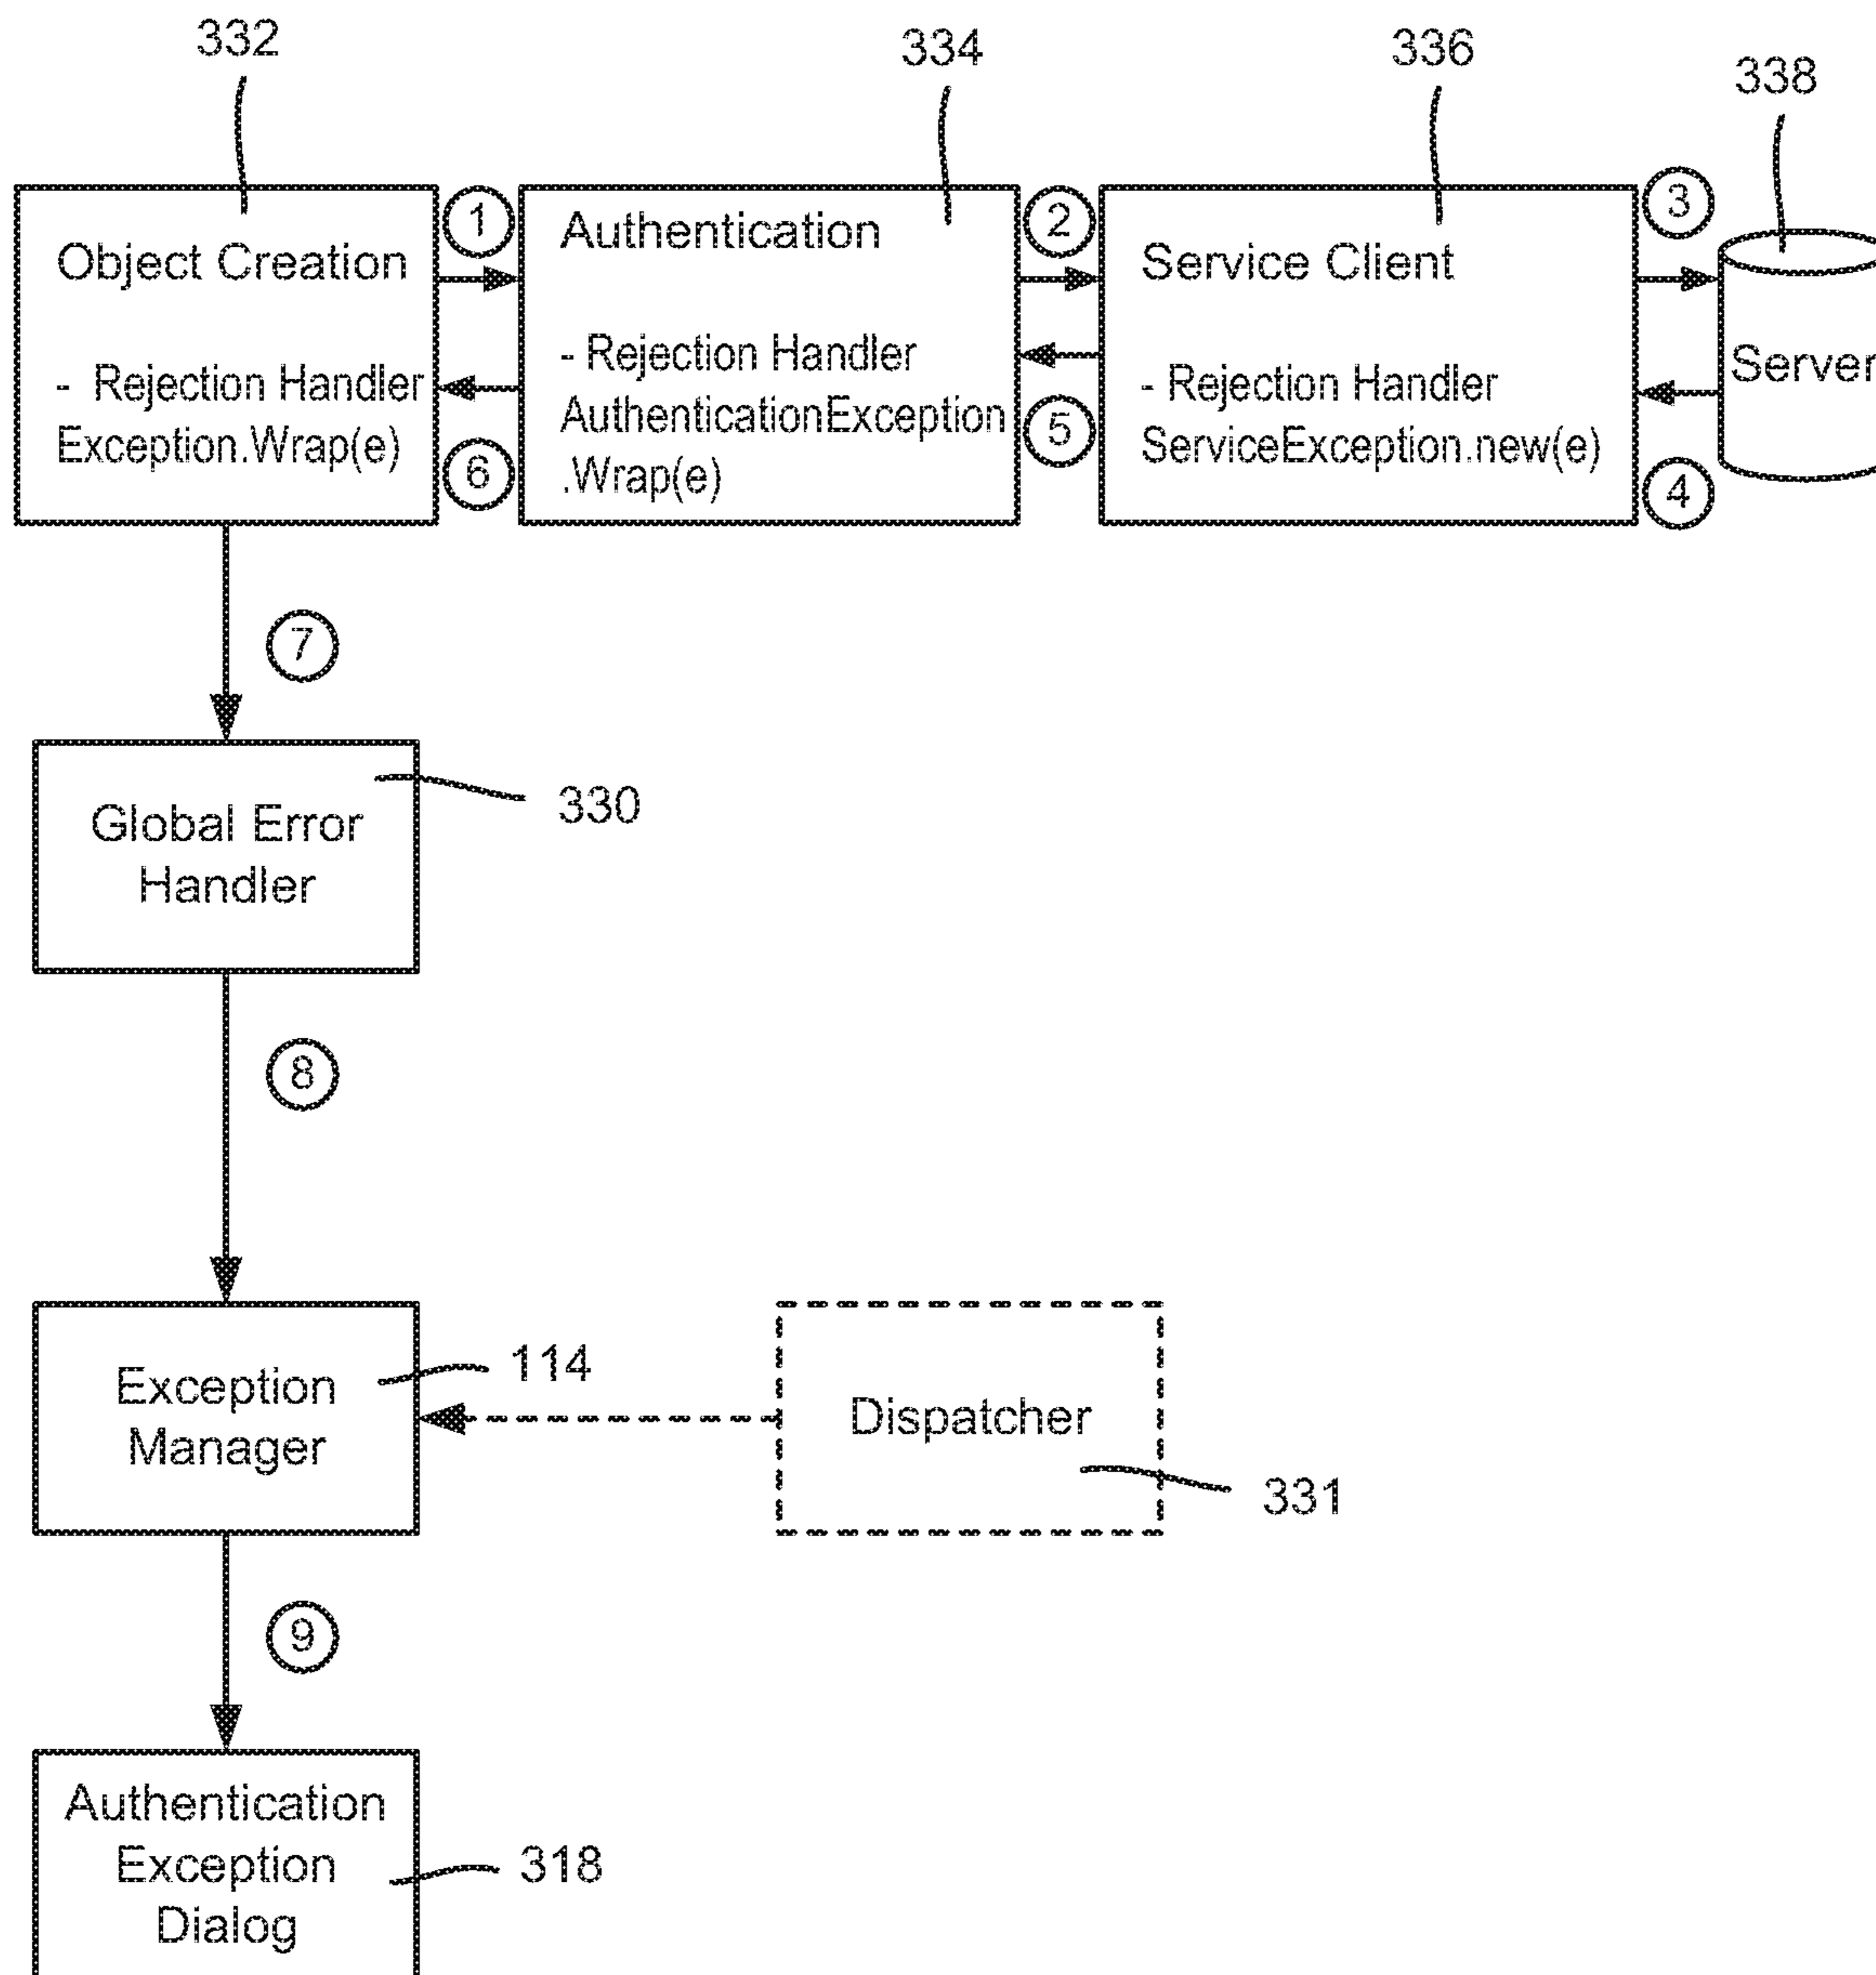 332
334
336
338
1
2
3
Object Creation
- Rejection Handler
Exception.Wrap(e)
Authentication
- Rejection Handler
AuthenticationException
.Wrap(e)
Service Client
- Rejection Handler
ServiceException.new(e)
Server
6
5
4
7
Global Error
Handler
330
8
Exception
Manager
114
Dispatcher
331
9
Authentication
Exception
Dialog
318